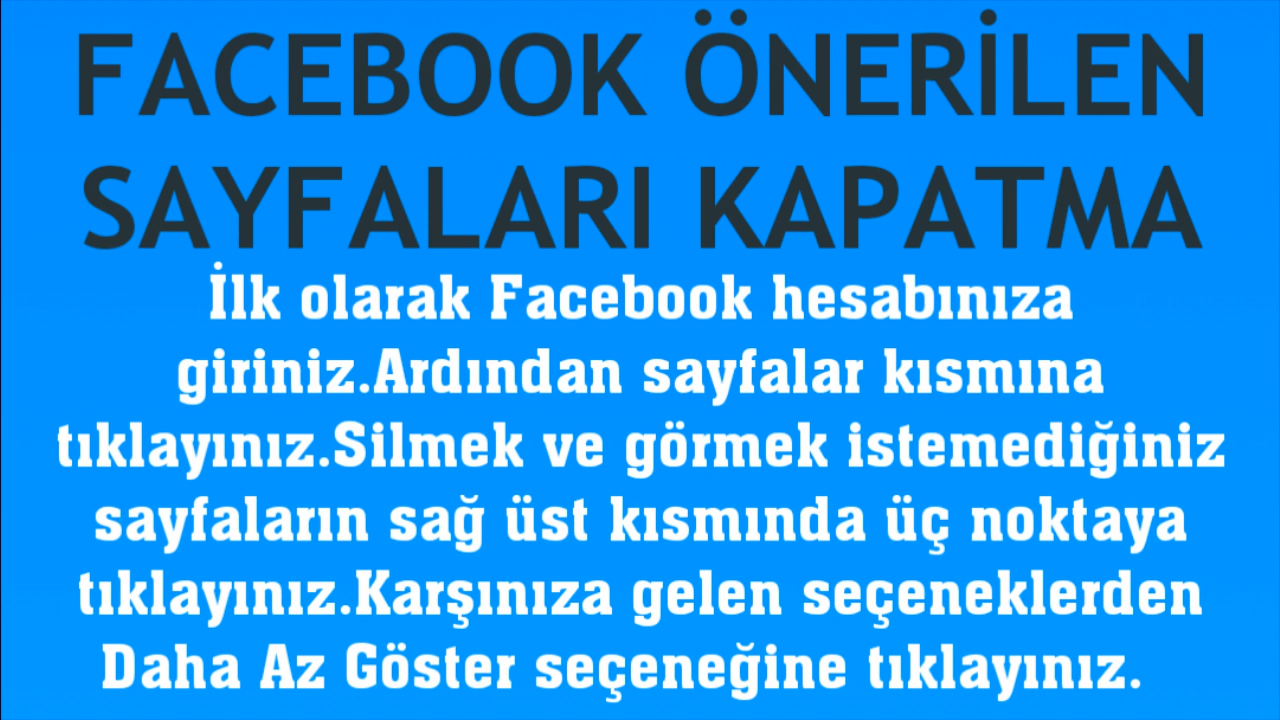 FACEBOOK ÖNERİLEN
SAYFALARI KAPATMA
İlk olarak Facebook hesabınıza
giriniz.Ardından sayfalar kısmına
tıklayınız.Silmek ve görmek istemediğiniz
sayfaların sağ üst kısmında üç noktaya
tıklayınız.Karşınıza gelen seçeneklerden
Daha Az Göster seçeneğine tıklayınız.